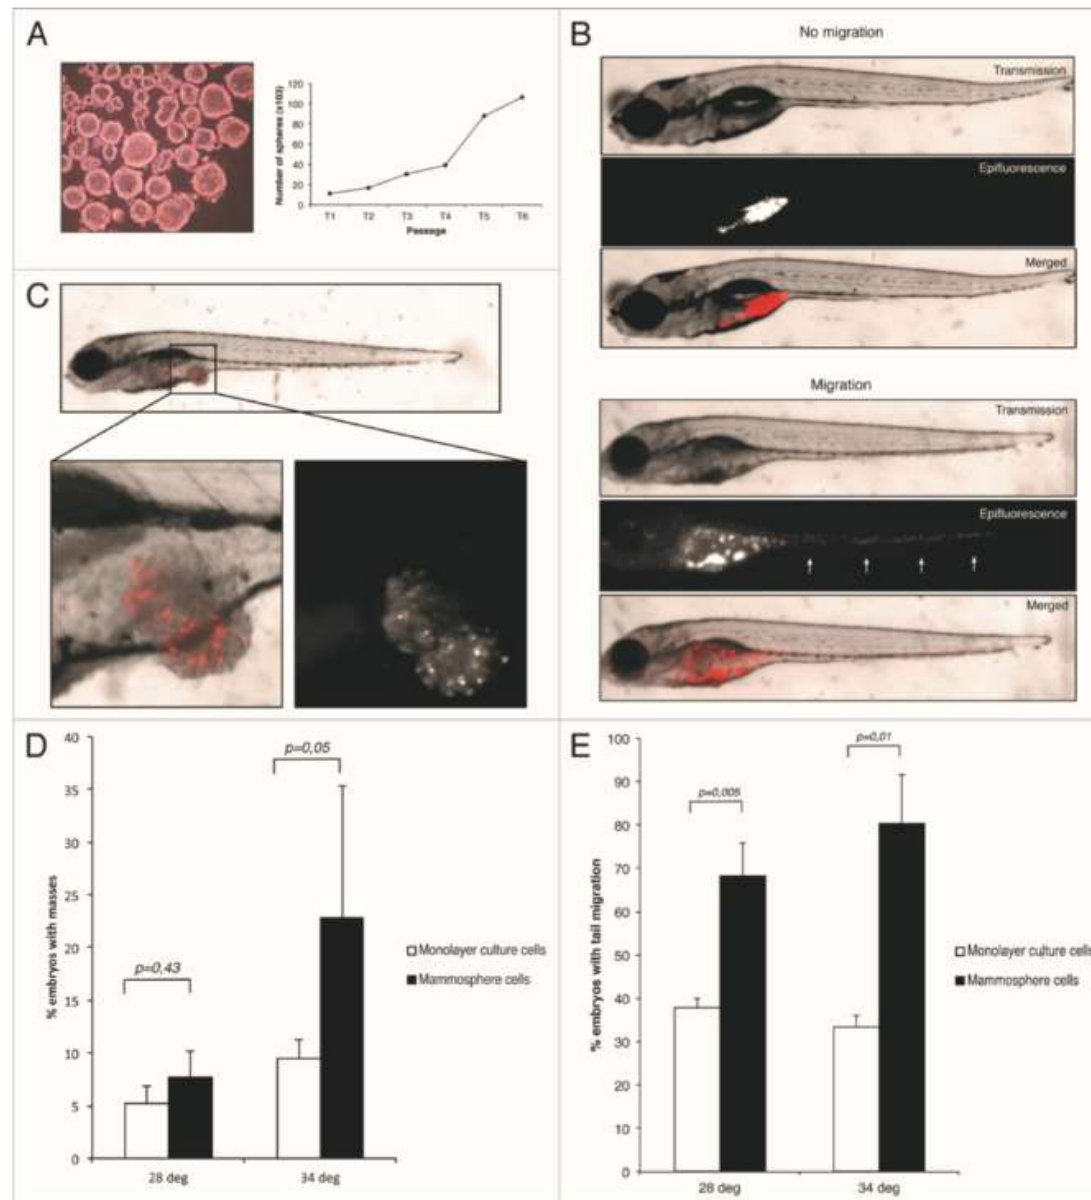 A
Number of spheres (x103)
120
100
80
60
40
20
0
T1 T2 T3 T4 T5 T6
Passage
B
No migration
Transmission
Epifluorescence
Merged
Migration
Transmission
Epifluorescence
Merged
C
D
% embryos with masses
40
35
30
25
20
15
10
5
0
p=0,43
p=0,05
28 deg 34 deg
Monolayer culture cells
Mammosphere cells
E
% embryos with tail migration
100
90
80
70
60
50
40
30
20
10
0
p=0,005
p=0,01
28 deg 34 deg
Monolayer culture cells
Mammosphere cells